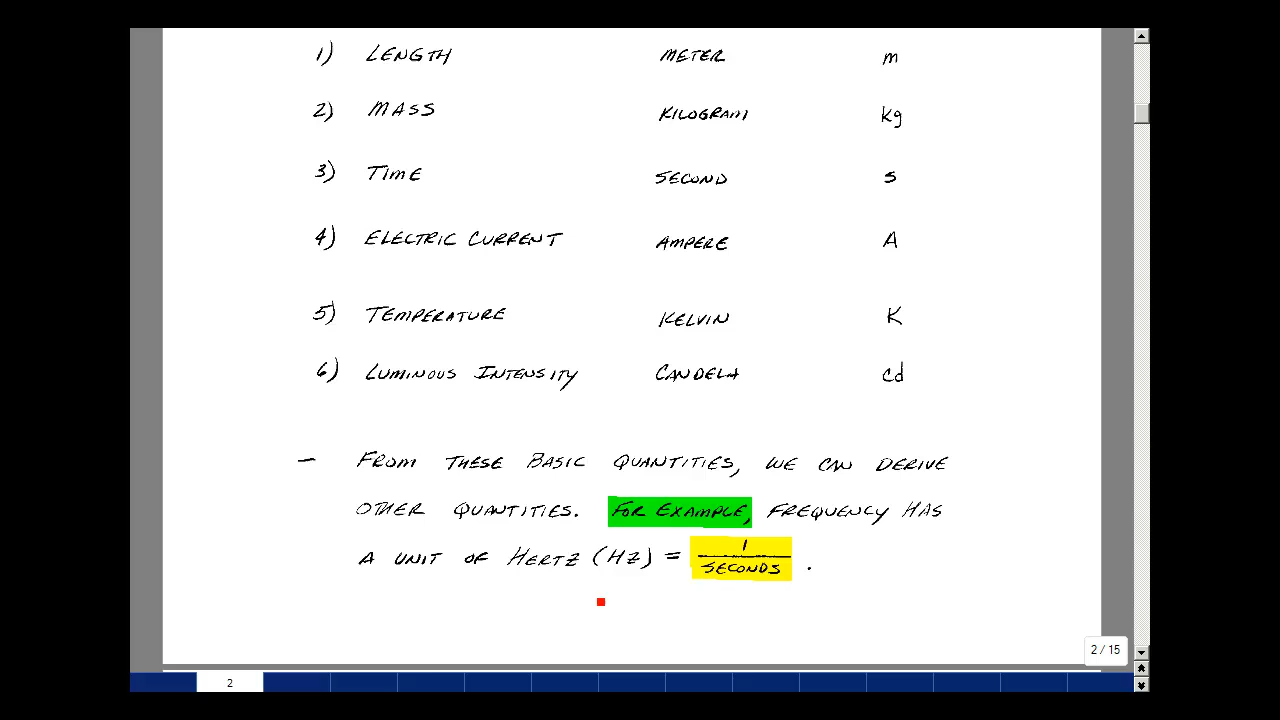 1) LENGTH METER m
2) MASS KILOGRAM kg
3) TIME SECOND s
4) ELECTRIC CURRENT AMPERE A
5) TEMPERATURE KELVIN K
6) LUMINOUS INTENSITY CANDELA cd
— FROM THESE BASIC QUANTITIES, WE CAN DERIVE
OTHER QUANTITIES. FOR EXAMPLE, FREQUENCY HAS
A UNIT OF HERTZ (HZ) = 1 / SECONDS .
2 / 15
2